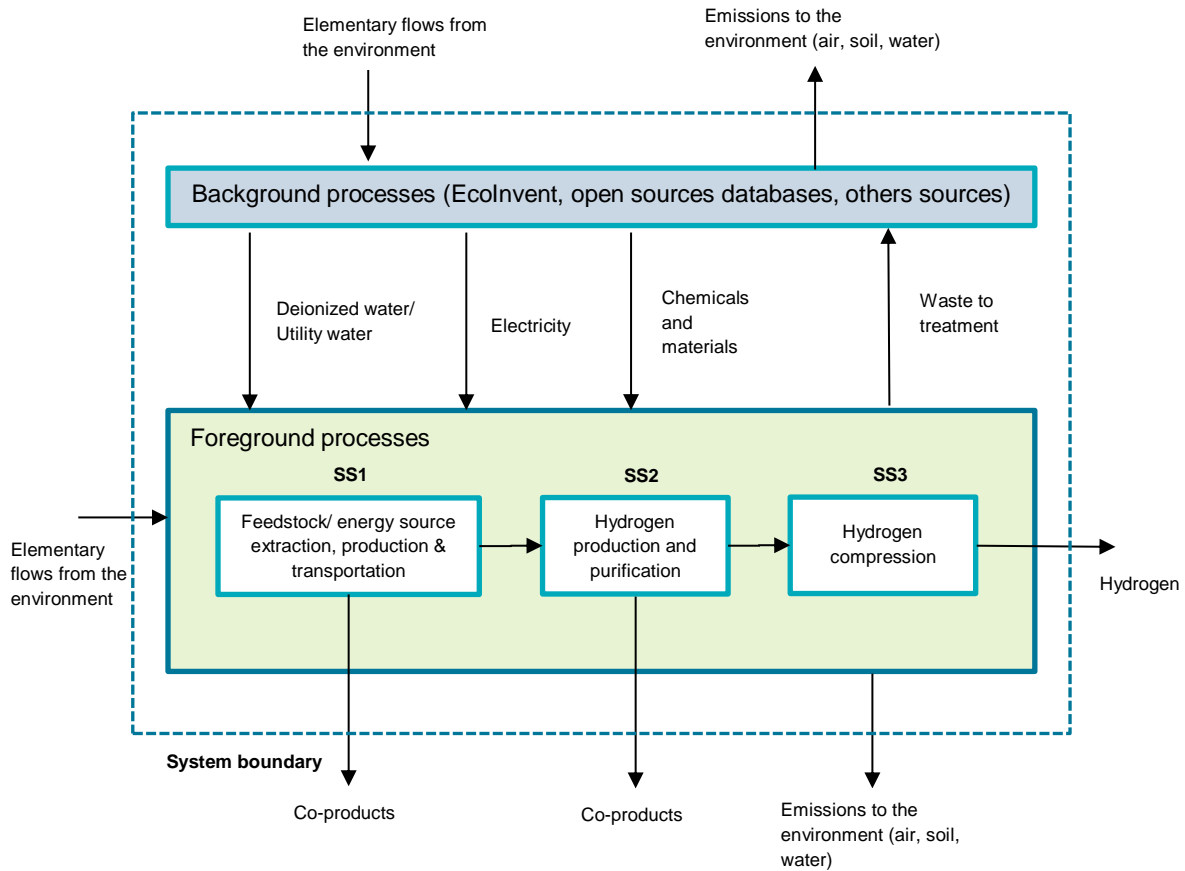 Elementary flows from
the environment
Emissions to the
environment (air, soil, water)
Background processes (EcoInvent, open sources databases, others sources)
Deionized water/
Utility water
Electricity
Chemicals
and
materials
Waste to
treatment
Foreground processes
SS1
SS2
SS3
Feedstock/ energy source
extraction, production &
transportation
Hydrogen
production and
purification
Hydrogen
compression
Elementary
flows from the
environment
Hydrogen
System boundary
Co-products
Co-products
Emissions to the
environment (air, soil,
water)